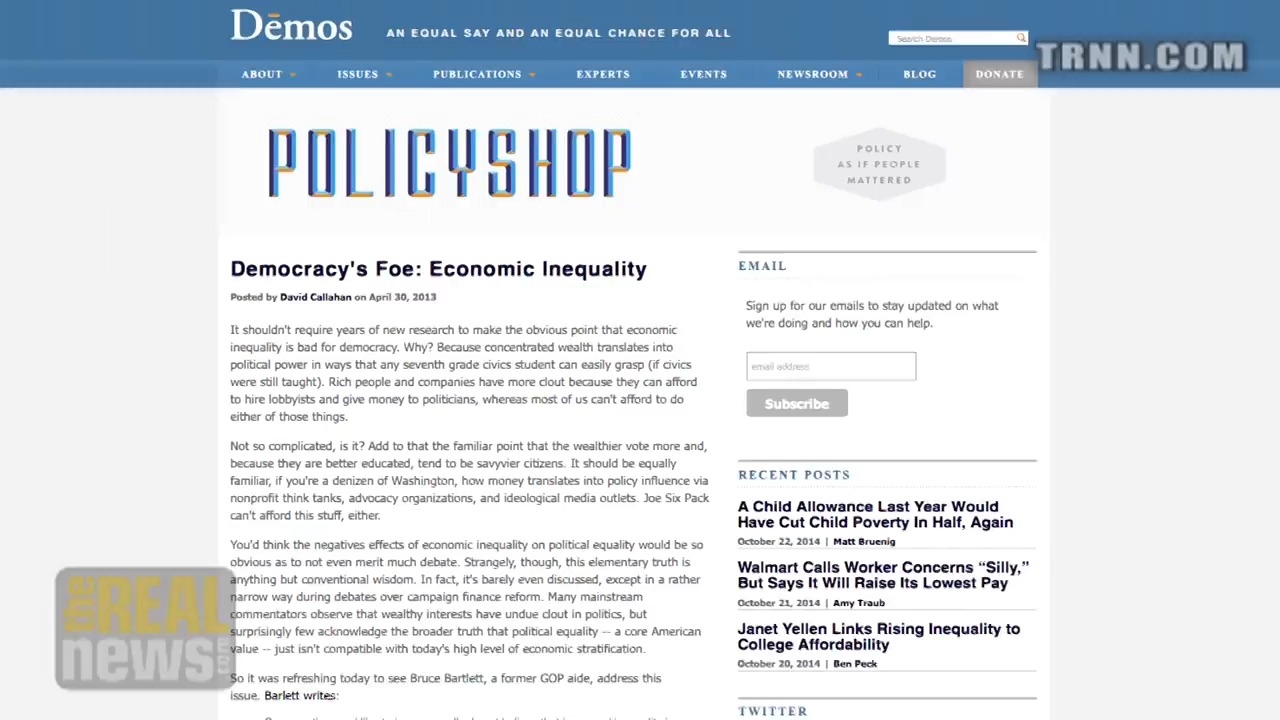 Dēmos
AN EQUAL SAY AND AN EQUAL CHANCE FOR ALL
Search Demos
TRNN.COM
ABOUT ISSUES PUBLICATIONS EXPERTS EVENTS NEWSROOM BLOG DONATE
POLICYSHOP
POLICY
AS IF PEOPLE
MATTERED
Democracy's Foe: Economic Inequality
Posted by David Callahan on April 30, 2013
It shouldn't require years of new research to make the obvious point that economic
inequality is bad for democracy. Why? Because concentrated wealth translates into
political power in ways that any seventh grade civics student can easily grasp (if civics
were still taught). Rich people and companies have more clout because they can afford
to hire lobbyists and give money to politicians, whereas most of us can't afford to do
either of those things.
Not so complicated, is it? Add to that the familiar point that the wealthier vote more and,
because they are better educated, tend to be savyvier citizens. It should be equally
familiar, if you're a denizen of Washington, how money translates into policy influence via
nonprofit think tanks, advocacy organizations, and ideological media outlets. Joe Six Pack
can't afford this stuff, either.
You'd think the negatives effects of economic inequality on political equality would be so
obvious as to not even merit much debate. Strangely, though, this elementary truth is
anything but conventional wisdom. In fact, it's barely even discussed, except in a rather
narrow way during debates over campaign finance reform. Many mainstream
commentators observe that wealthy interests have undue clout in politics, but
surprisingly few acknowledge the broader truth that political equality -- a core American
value -- just isn't compatible with today's high level of economic stratification.
So it was refreshing today to see Bruce Bartlett, a former GOP aide, address this
issue. Barlett writes:
EMAIL
Sign up for our emails to stay updated on what
we're doing and how you can help.
email address
Subscribe
RECENT POSTS
A Child Allowance Last Year Would
Have Cut Child Poverty In Half, Again
October 22, 2014 | Matt Bruenig
Walmart Calls Worker Concerns “Silly,”
But Says It Will Raise Its Lowest Pay
October 21, 2014 | Amy Traub
Janet Yellen Links Rising Inequality to
College Affordability
October 20, 2014 | Ben Peck
TWITTER
the REAL
news.com